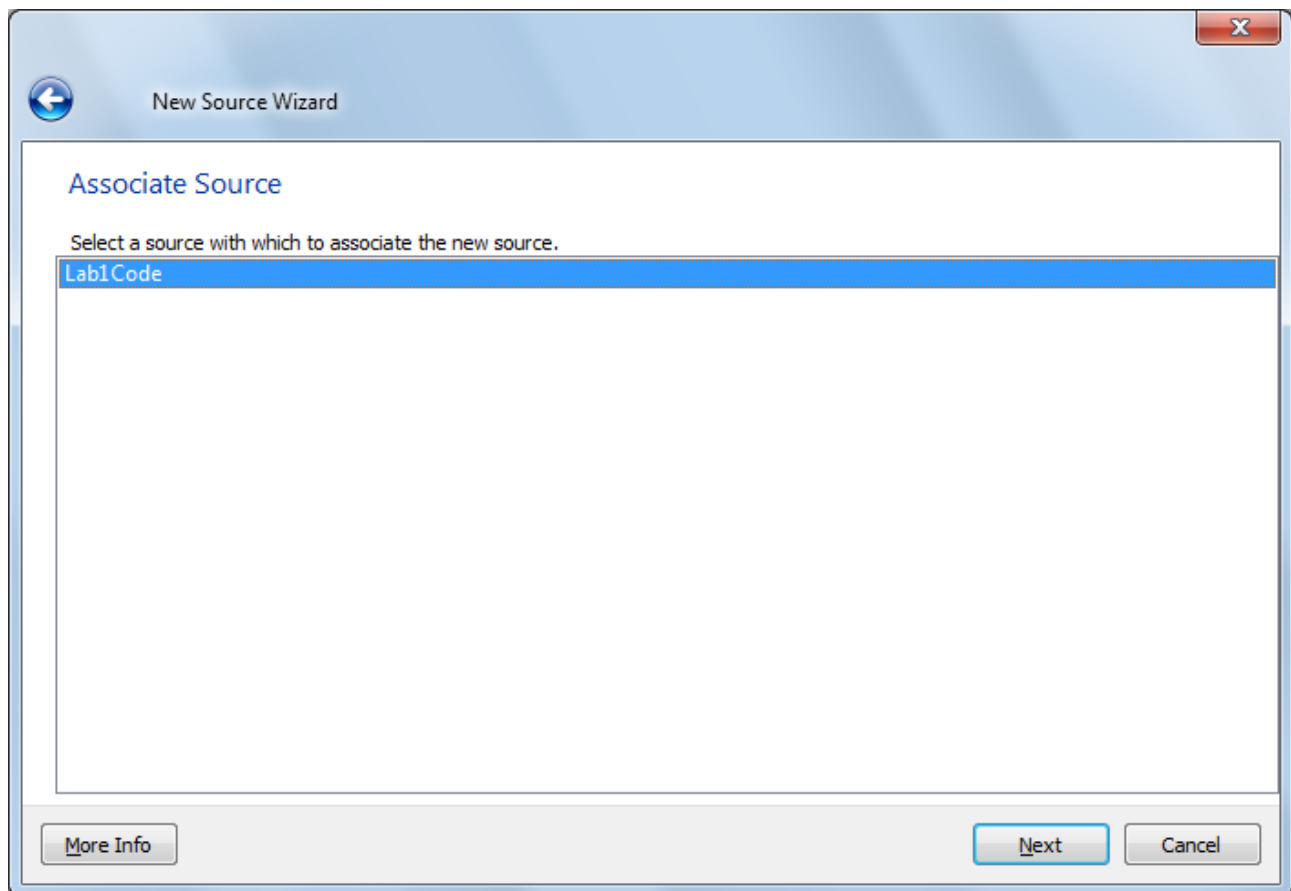 New Source Wizard
Associate Source
Select a source with which to associate the new source.
Lab1Code
More Info
Next
Cancel